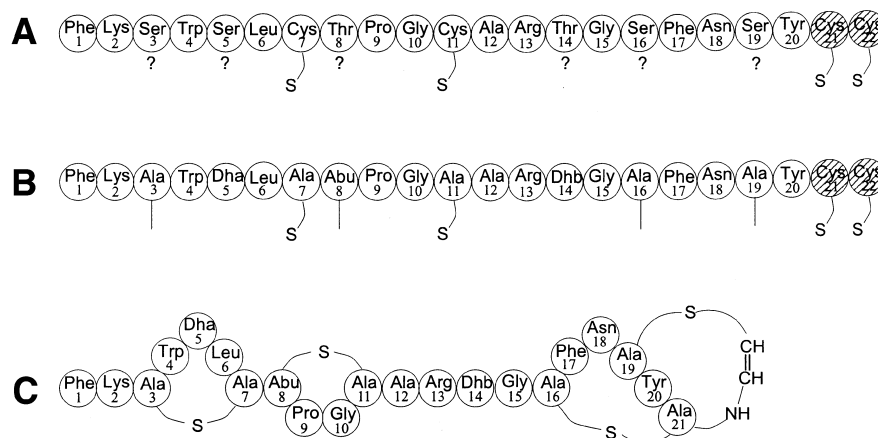 A Phe 1 Lys 2 Ser 3 Trp 4 Ser 5 Leu 6 Cys 7 Thr 8 Pro 9 Gly 10 Cys 11 Ala 12 Arg 13 Thr 14 Gly 15 Ser 16 Phe 17 Asn 18 Ser 19 Tyr 20 Cys 21 Cys 22
? ? ? ? ? ?
S S S S
B Phe 1 Lys 2 Ala 3 Trp 4 Dha 5 Leu 6 Ala 7 Abu 8 Pro 9 Gly 10 Ala 11 Ala 12 Arg 13 Dhb 14 Gly 15 Ala 16 Phe 17 Asn 18 Ala 19 Tyr 20 Cys 21 Cys 22
S S S S
C Phe 1 Lys 2 Ala 3 Trp 4 Dha 5 Leu 6 Ala 7 Abu 8 Pro 9 Gly 10 Ala 11 Ala 12 Arg 13 Dhb 14 Gly 15 Ala 16 Phe 17 Asn 18 Ala 19 Tyr 20 Ala 21
S S S S
CH
CH
NH